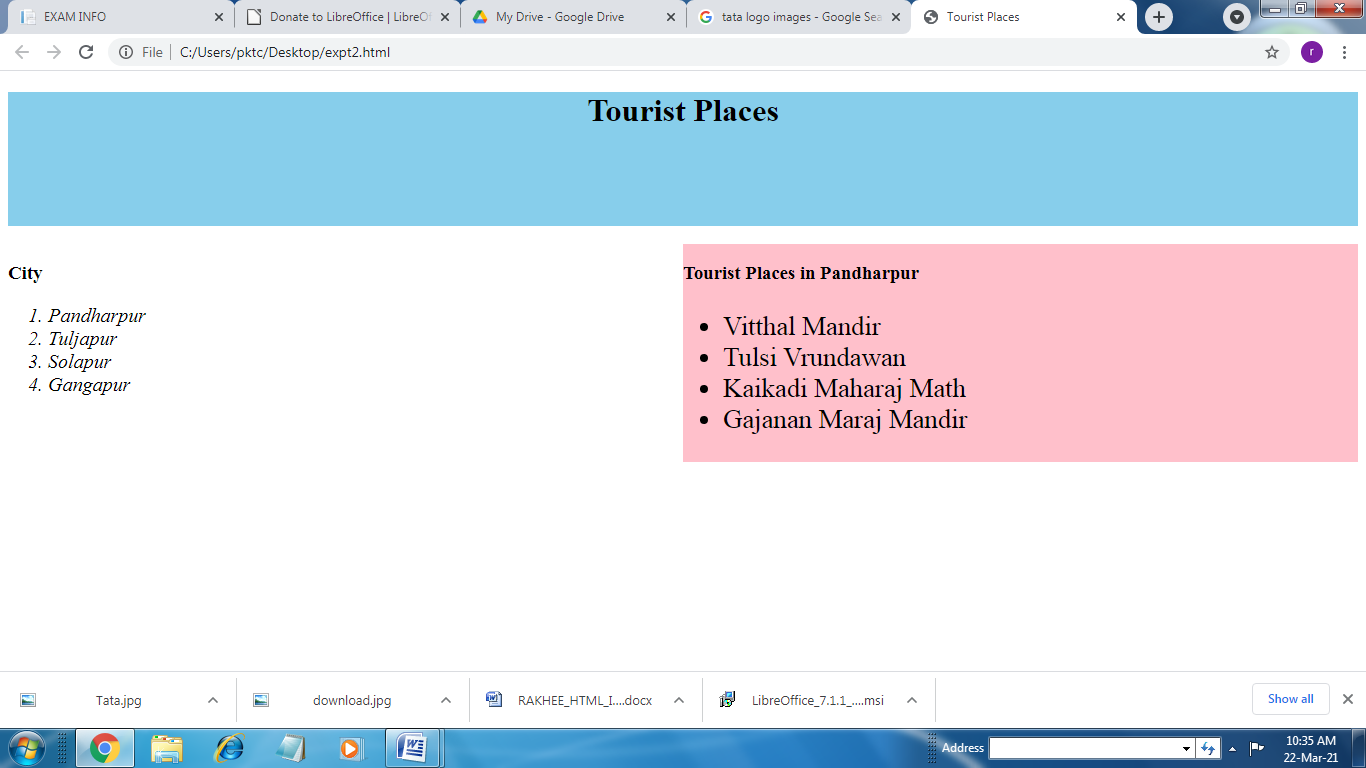 EXAM INFO
Donate to LibreOffice | LibreOf
My Drive - Google Drive
tata logo images - Google Sea
Tourist Places
File | C:/Users/pktc/Desktop/expt2.html
r
Tourist Places
City
1. Pandharpur
2. Tuljapur
3. Solapur
4. Gangapur
Tourist Places in Pandharpur
• Vitthal Mandir
• Tulsi Vrundawan
• Kaikadi Maharaj Math
• Gajanan Maraj Mandir
Tata.jpg
download.jpg
RAKHEE_HTML_I....docx
LibreOffice_7.1.1_....msi
Show all
Address
10:35 AM
22-Mar-21